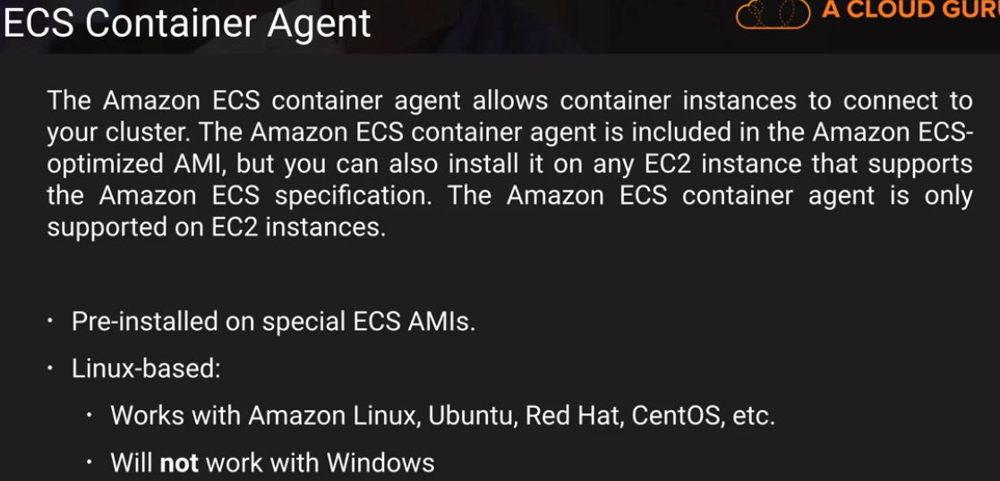 ECS Container Agent
A CLOUD GURU
The Amazon ECS container agent allows container instances to connect to
your cluster. The Amazon ECS container agent is included in the Amazon ECS-
optimized AMI, but you can also install it on any EC2 instance that supports
the Amazon ECS specification. The Amazon ECS container agent is only
supported on EC2 instances.
· Pre-installed on special ECS AMIs.
· Linux-based:
· Works with Amazon Linux, Ubuntu, Red Hat, CentOS, etc.
· Will not work with Windows